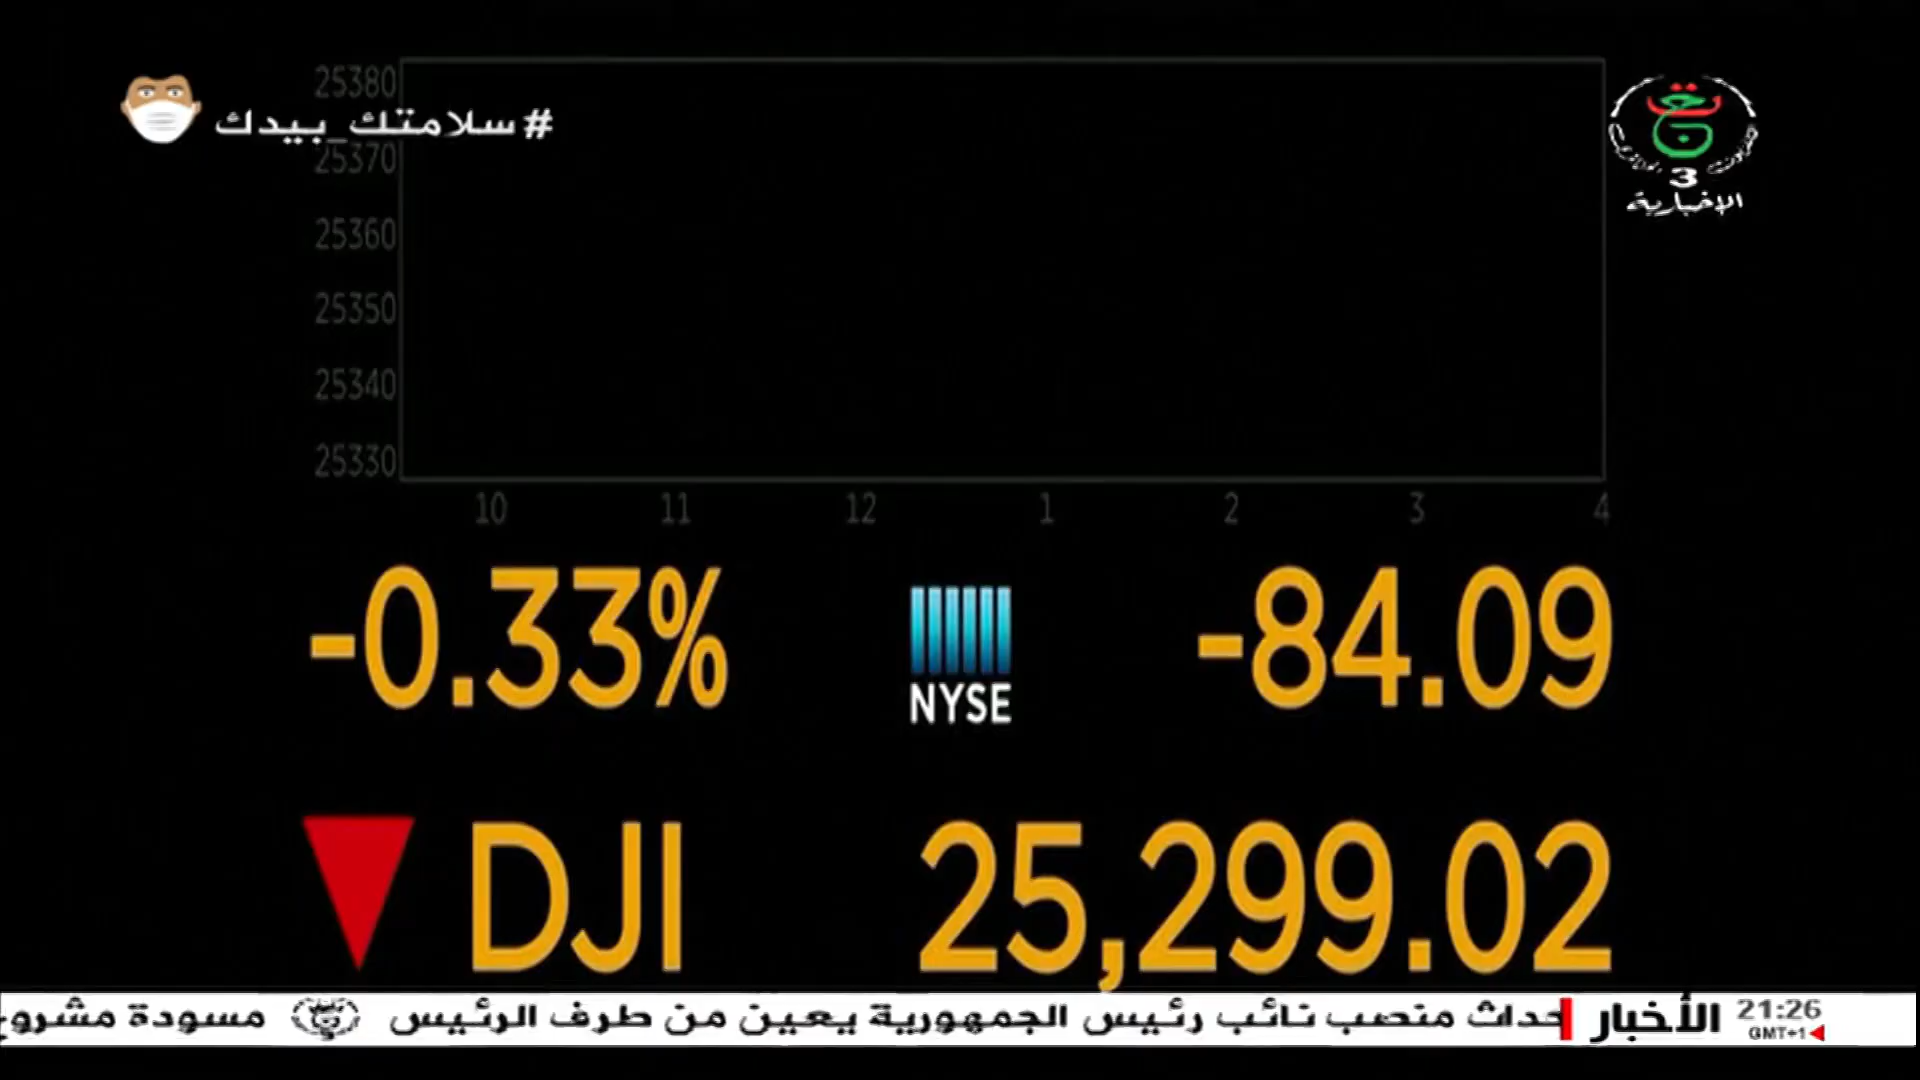 25380
#سلامتك_بيدك
25370
3
الإخبارية
25360
25350
25340
25330
10 11 12 1 2 3 4
-0.33% NYSE -84.09
DJI 25,299.02
21:26
GMT+1
الأخبار
حداث منصب نائب رئيس الجمهورية يعين من طرف الرئيس مسودة مشروع